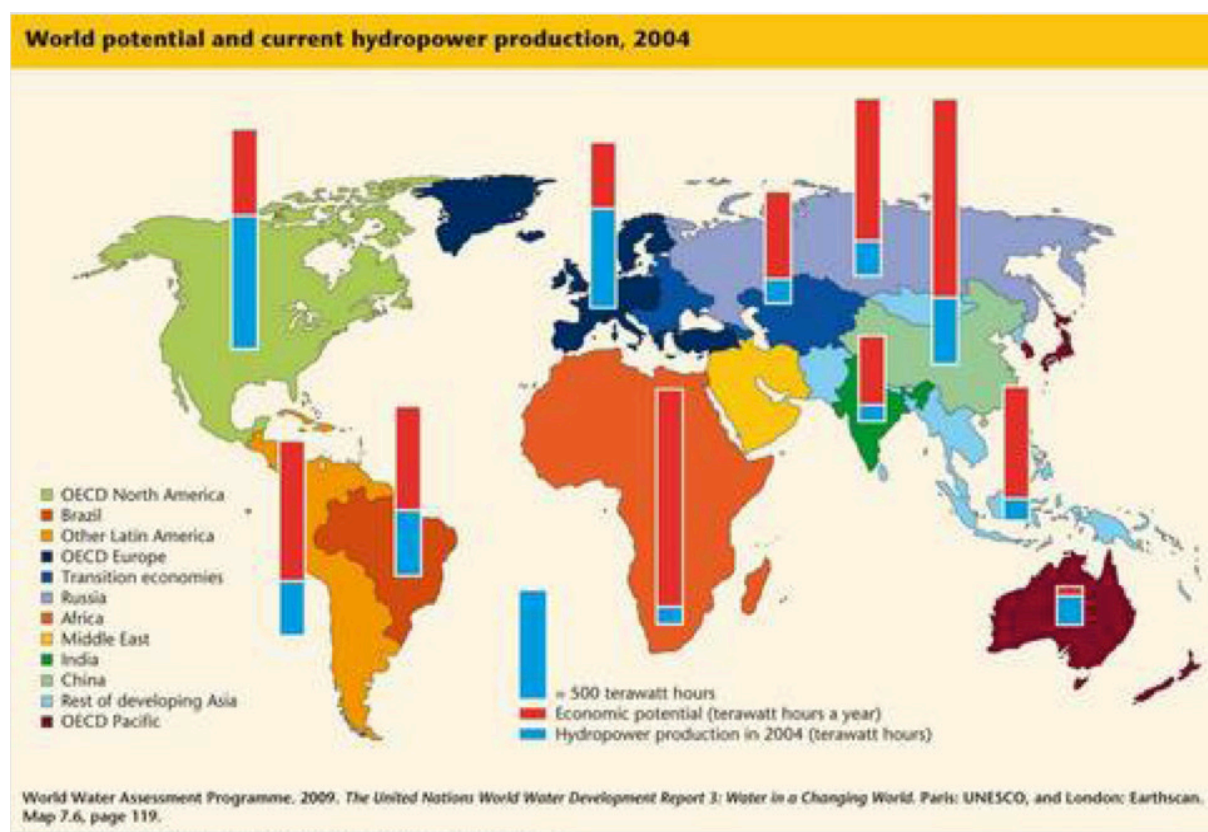 World potential and current hydropower production, 2004
OECD North America
Brazil
Other Latin America
OECD Europe
Transition economies
Russia
Africa
Middle East
India
China
Rest of developing Asia
OECD Pacific
= 500 terawatt hours
Economic potential (terawatt hours a year)
Hydropower production in 2004 (terawatt hours)
World Water Assessment Programme. 2009. The United Nations World Water Development Report 3: Water in a Changing World. Paris: UNESCO, and London: Earthscan.
Map 7.6, page 119.